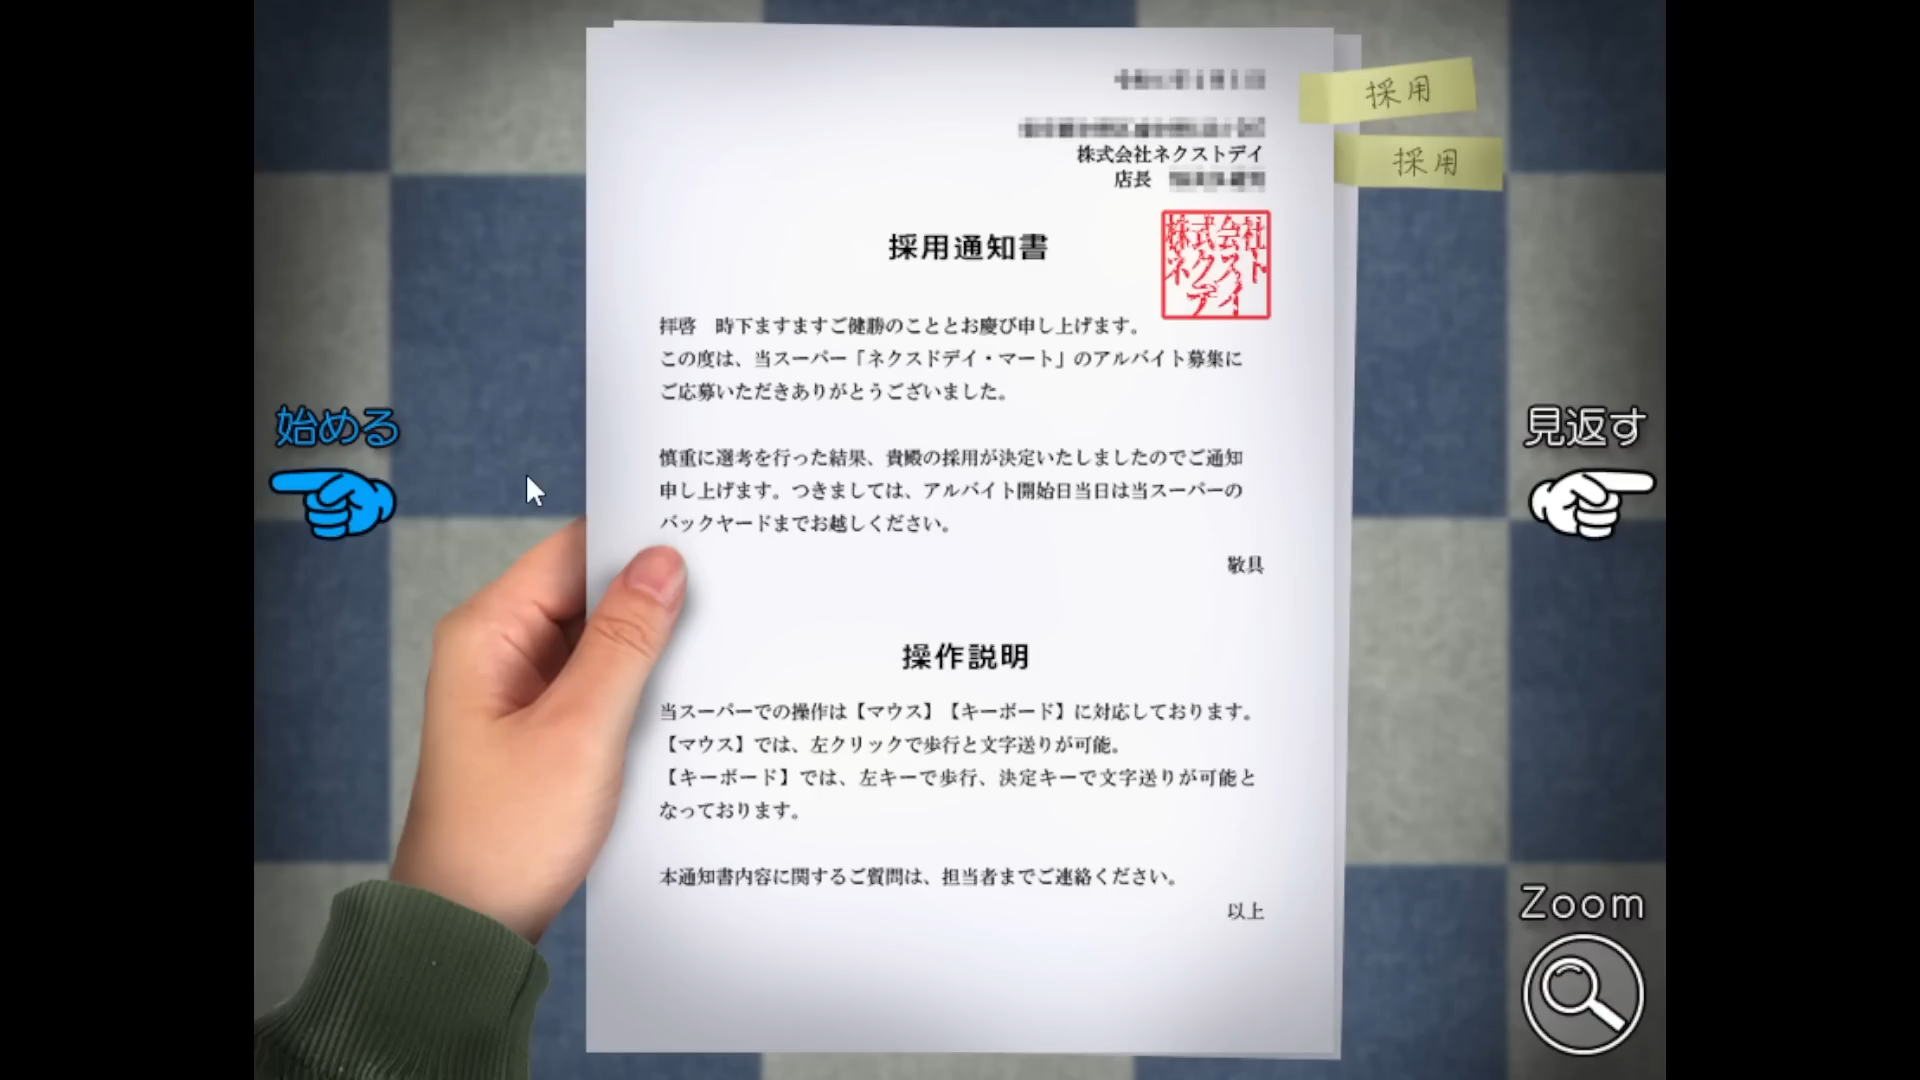 株式会社ネクストデイ
店長
採用
採用
採用通知書
株式会社
ネクスト
デイ
拝啓　時下ますますご健勝のこととお慶び申し上げます。
この度は、当スーパー「ネクスドデイ・マート」のアルバイト募集に
ご応募いただきありがとうございました。
慎重に選考を行った結果、貴殿の採用が決定いたしましたのでご通知
申し上げます。つきましては、アルバイト開始日当日は当スーパーの
バックヤードまでお越しください。
敬具
始める
見返す
操作説明
当スーパーでの操作は【マウス】【キーボード】に対応しております。
【マウス】では、左クリックで歩行と文字送りが可能。
【キーボード】では、左キーで歩行、決定キーで文字送りが可能と
なっております。
本通知書内容に関するご質問は、担当者までご連絡ください。
以上
Zoom